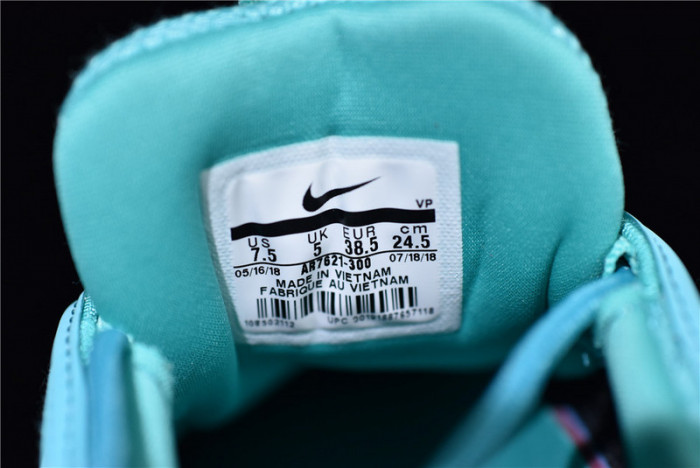 VP
US UK EUR cm
7.5 5 38.5 24.5
05/16/18 AR7621-300 07/18/18
MADE IN VIETNAM
FABRIQUE AU VIETNAM
UPC